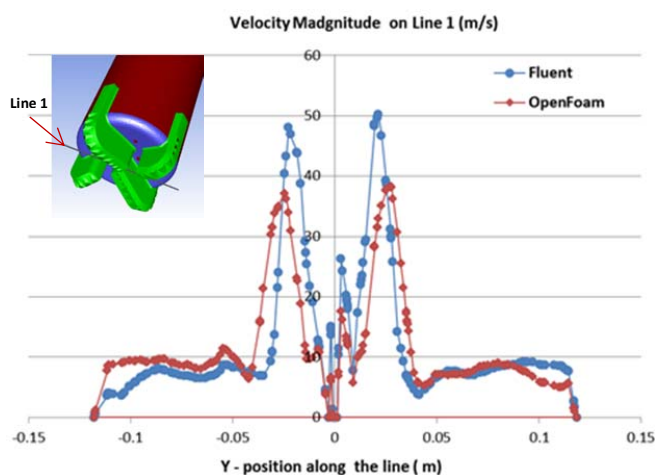 Velocity Madgnitude on Line 1 (m/s)
60
Line 1
Fluent
OpenFoam
50
40
30
20
10
0
-0.15
-0.1
-0.05
0
0.05
0.1
0.15
Y - position along the line ( m)